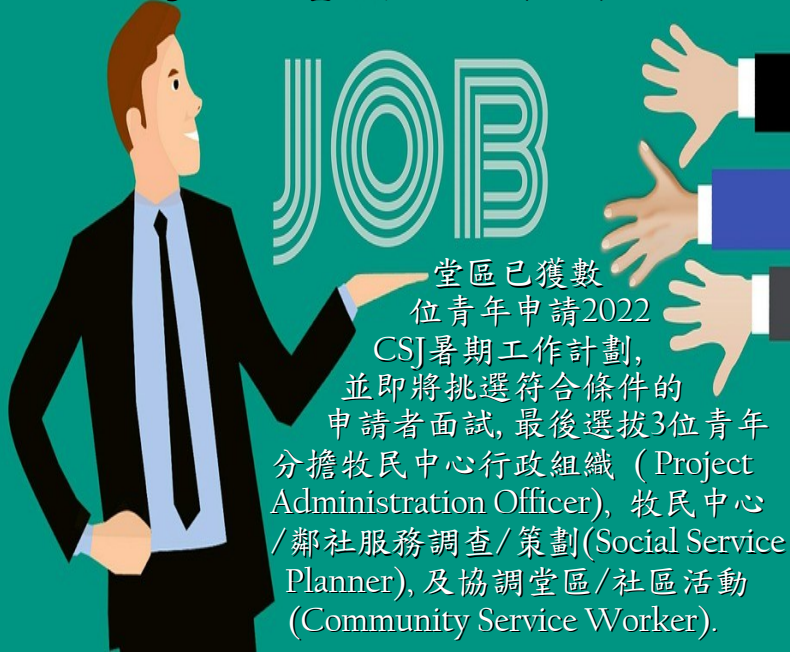 JOB
堂區已獲數
位青年申請2022
CSJ暑期工作計劃,
並即將挑選符合條件的
申請者面試, 最後選拔3位青年
分擔牧民中心行政組織 ( Project
Administration Officer), 牧民中心
/鄰社服務調查/策劃(Social Service
Planner), 及協調堂區/社區活動
(Community Service Worker).